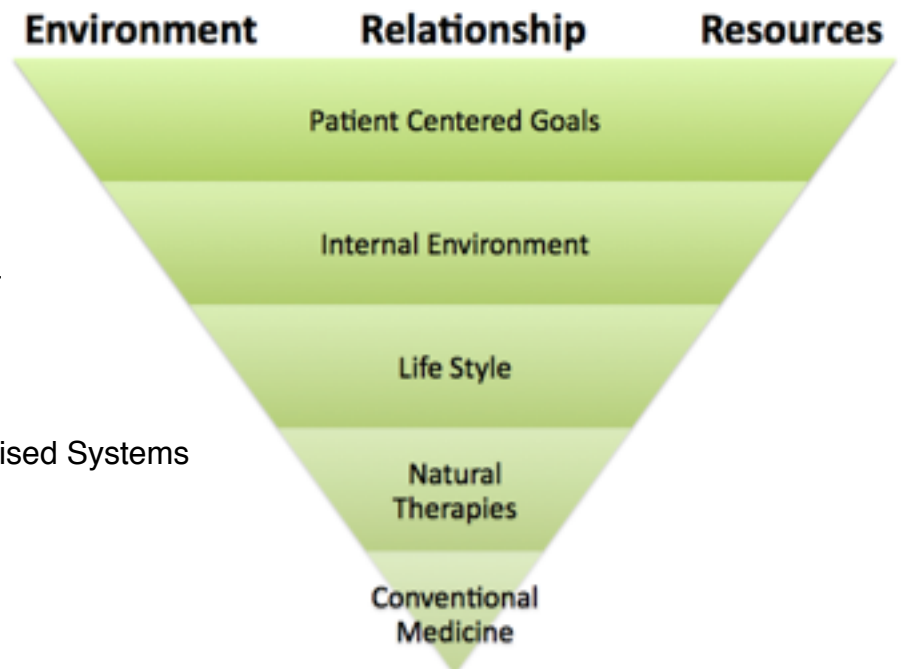 Environment Relationship Resources
Patient Centered Goals
Internal Environment
Life Style
ised Systems
Natural
Therapies
Conventional
Medicine